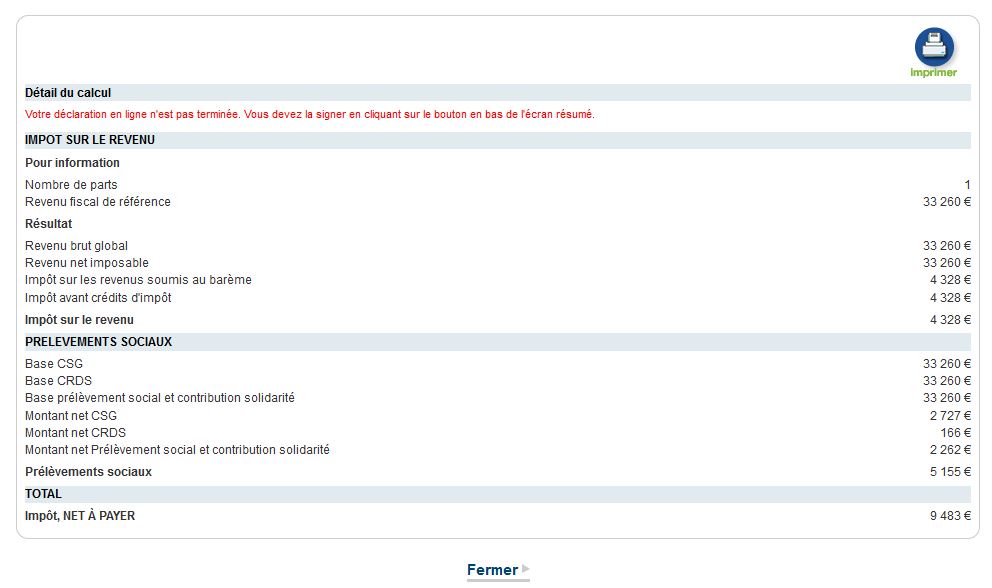 imprimer
Détail du calcul
Votre déclaration en ligne n'est pas terminée. Vous devez la signer en cliquant sur le bouton en bas de l'écran résumé.
IMPOT SUR LE REVENU
Pour information
Nombre de parts 1
Revenu fiscal de référence 33 260 €
Résultat
Revenu brut global 33 260 €
Revenu net imposable 33 260 €
Impôt sur les revenus soumis au barème 4 328 €
Impôt avant crédits d'impôt 4 328 €
Impôt sur le revenu 4 328 €
PRELEVEMENTS SOCIAUX
Base CSG 33 260 €
Base CRDS 33 260 €
Base prélèvement social et contribution solidarité 33 260 €
Montant net CSG 2 727 €
Montant net CRDS 166 €
Montant net Prélèvement social et contribution solidarité 2 262 €
Prélèvements sociaux 5 155 €
TOTAL
Impôt, NET À PAYER 9 483 €
Fermer